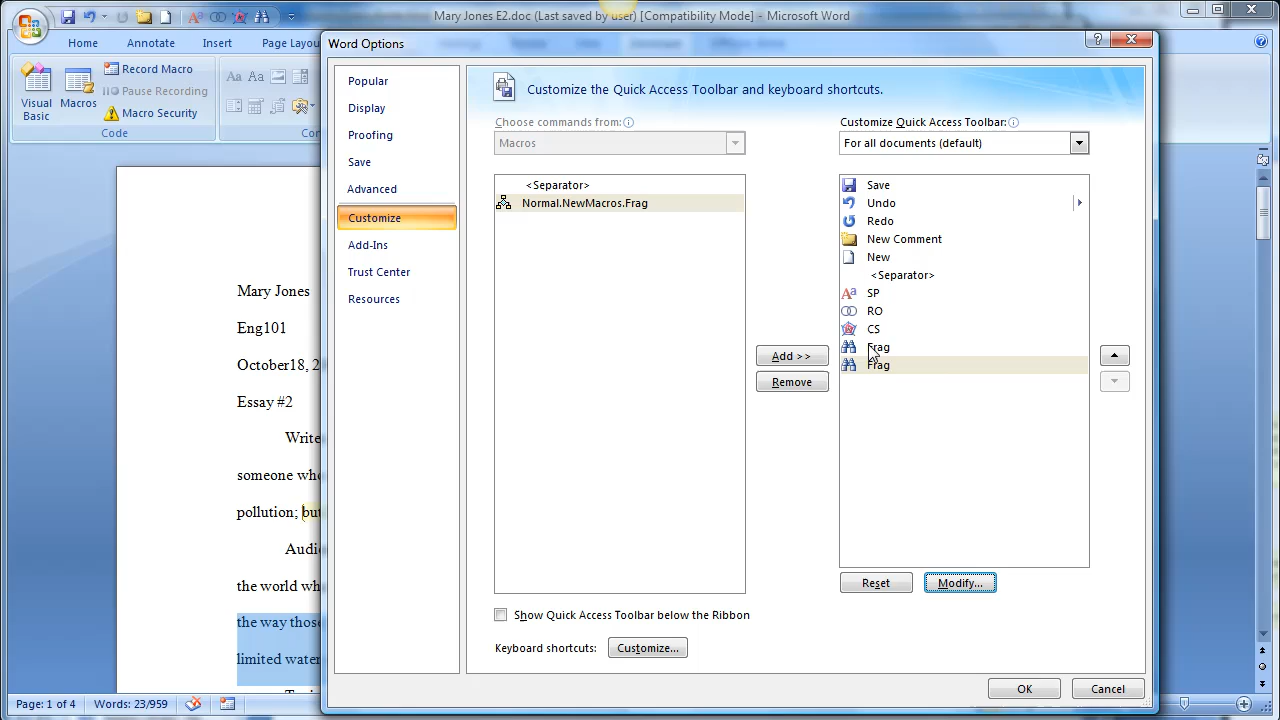 Mary Jones E2.doc (Last saved by user) [Compatibility Mode] - Microsoft Word
Home
Annotate
Insert
Page Layou
Visual Basic
Macros
Record Macro
Pause Recording
Macro Security
Code
Con
Mary Jones
Eng101
October18, 2
Essay #2
Write
someone who
pollution; but
Audio
the world wh
the way those
limited water
Word Options
Popular
Display
Proofing
Save
Advanced
Customize
Add-Ins
Trust Center
Resources
Customize the Quick Access Toolbar and keyboard shortcuts.
Choose commands from:
Macros
<Separator>
Normal.NewMacros.Frag
Add >>
Remove
Customize Quick Access Toolbar:
For all documents (default)
Save
Undo
Redo
New Comment
New
<Separator>
SP
RO
CS
Frag
Frag
Reset
Modify...
Show Quick Access Toolbar below the Ribbon
Keyboard shortcuts:
Customize...
OK
Cancel
Page: 1 of 4
Words: 23/959